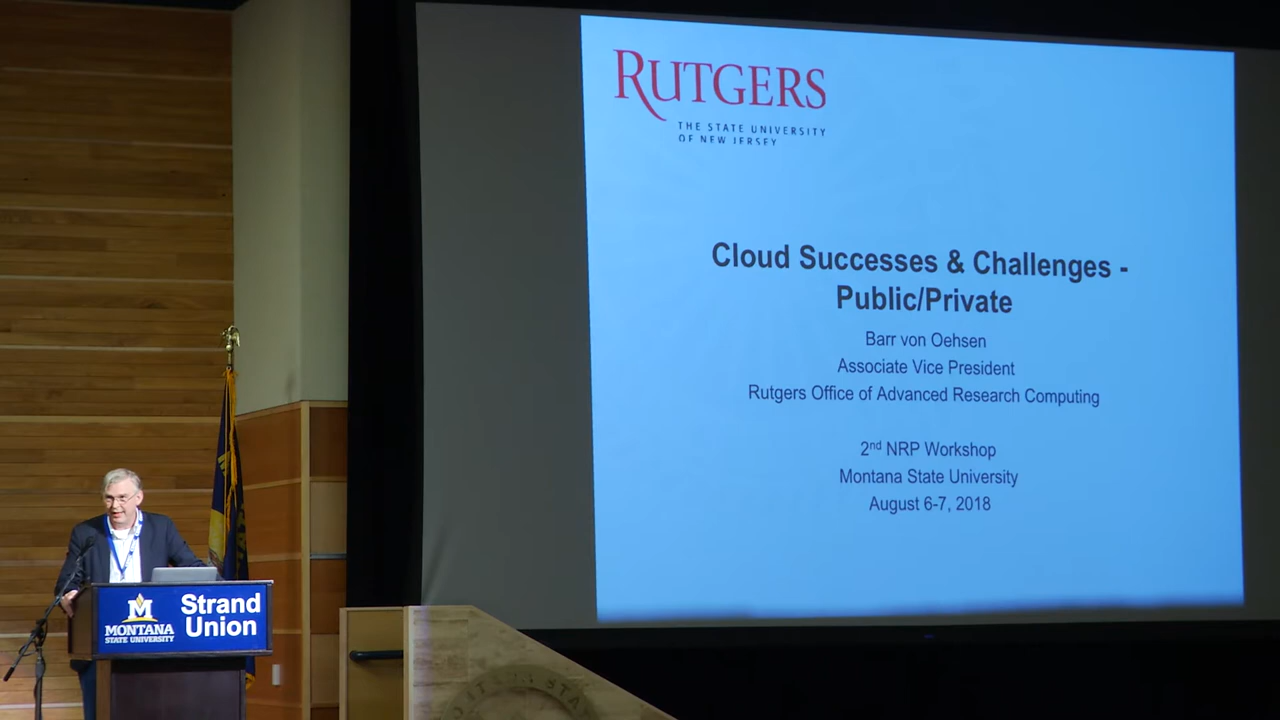 RUTGERS
THE STATE UNIVERSITY
OF NEW JERSEY
Cloud Successes & Challenges -
Public/Private
Barr von Oehsen
Associate Vice President
Rutgers Office of Advanced Research Computing
2nd NRP Workshop
Montana State University
August 6-7, 2018
M
MONTANA
STATE UNIVERSITY
Strand
Union